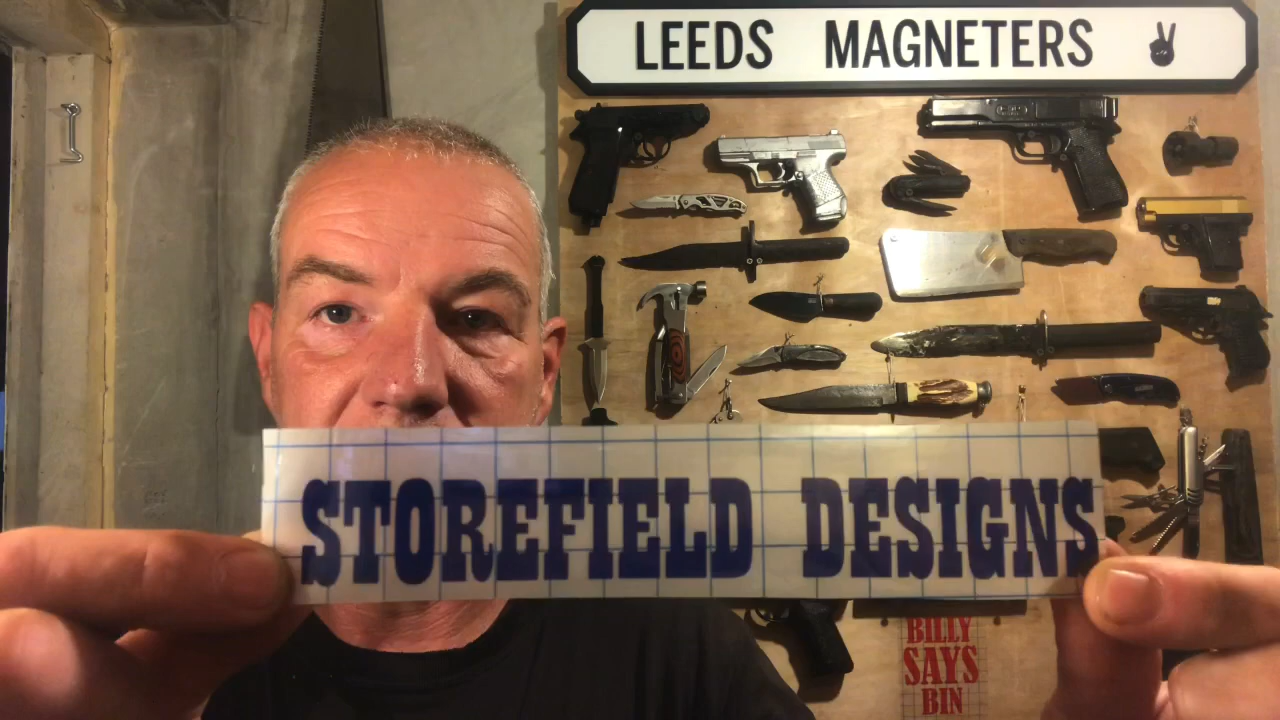 LEEDS MAGNETERS
STOREFIELD DESIGNS
BILLY
SAYS
BIN